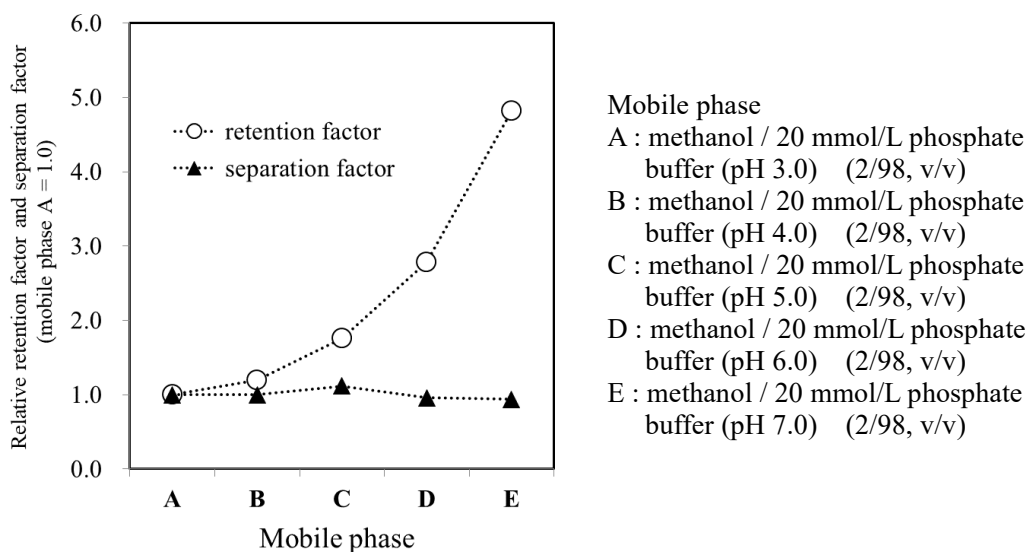 Relative retention factor and separation factor
(mobile phase A = 1.0)
6.0
5.0
4.0
3.0
2.0
1.0
0.0
retention factor
separation factor
A B C D E
Mobile phase
Mobile phase
A : methanol / 20 mmol/L phosphate
buffer (pH 3.0) (2/98, v/v)
B : methanol / 20 mmol/L phosphate
buffer (pH 4.0) (2/98, v/v)
C : methanol / 20 mmol/L phosphate
buffer (pH 5.0) (2/98, v/v)
D : methanol / 20 mmol/L phosphate
buffer (pH 6.0) (2/98, v/v)
E : methanol / 20 mmol/L phosphate
buffer (pH 7.0) (2/98, v/v)